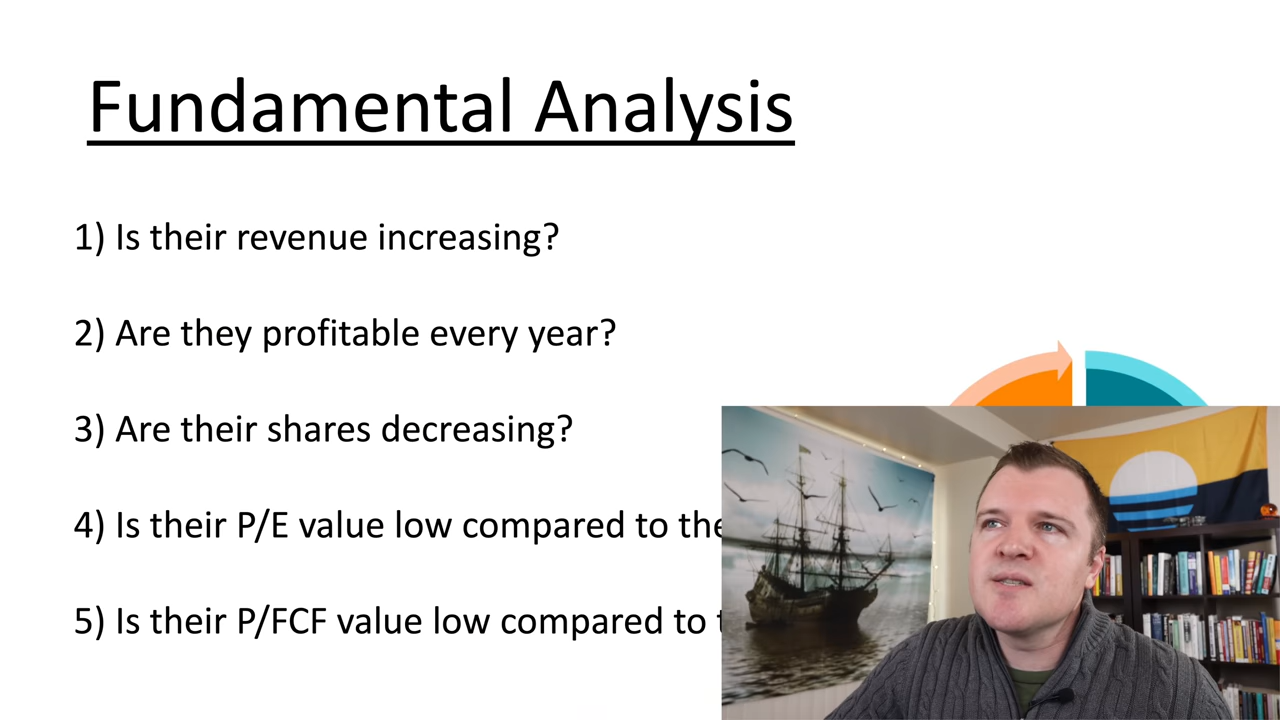 Fundamental Analysis
1) Is their revenue increasing?
2) Are they profitable every year?
3) Are their shares decreasing?
4) Is their P/E value low compared to
5) Is their P/FCF value low compared to